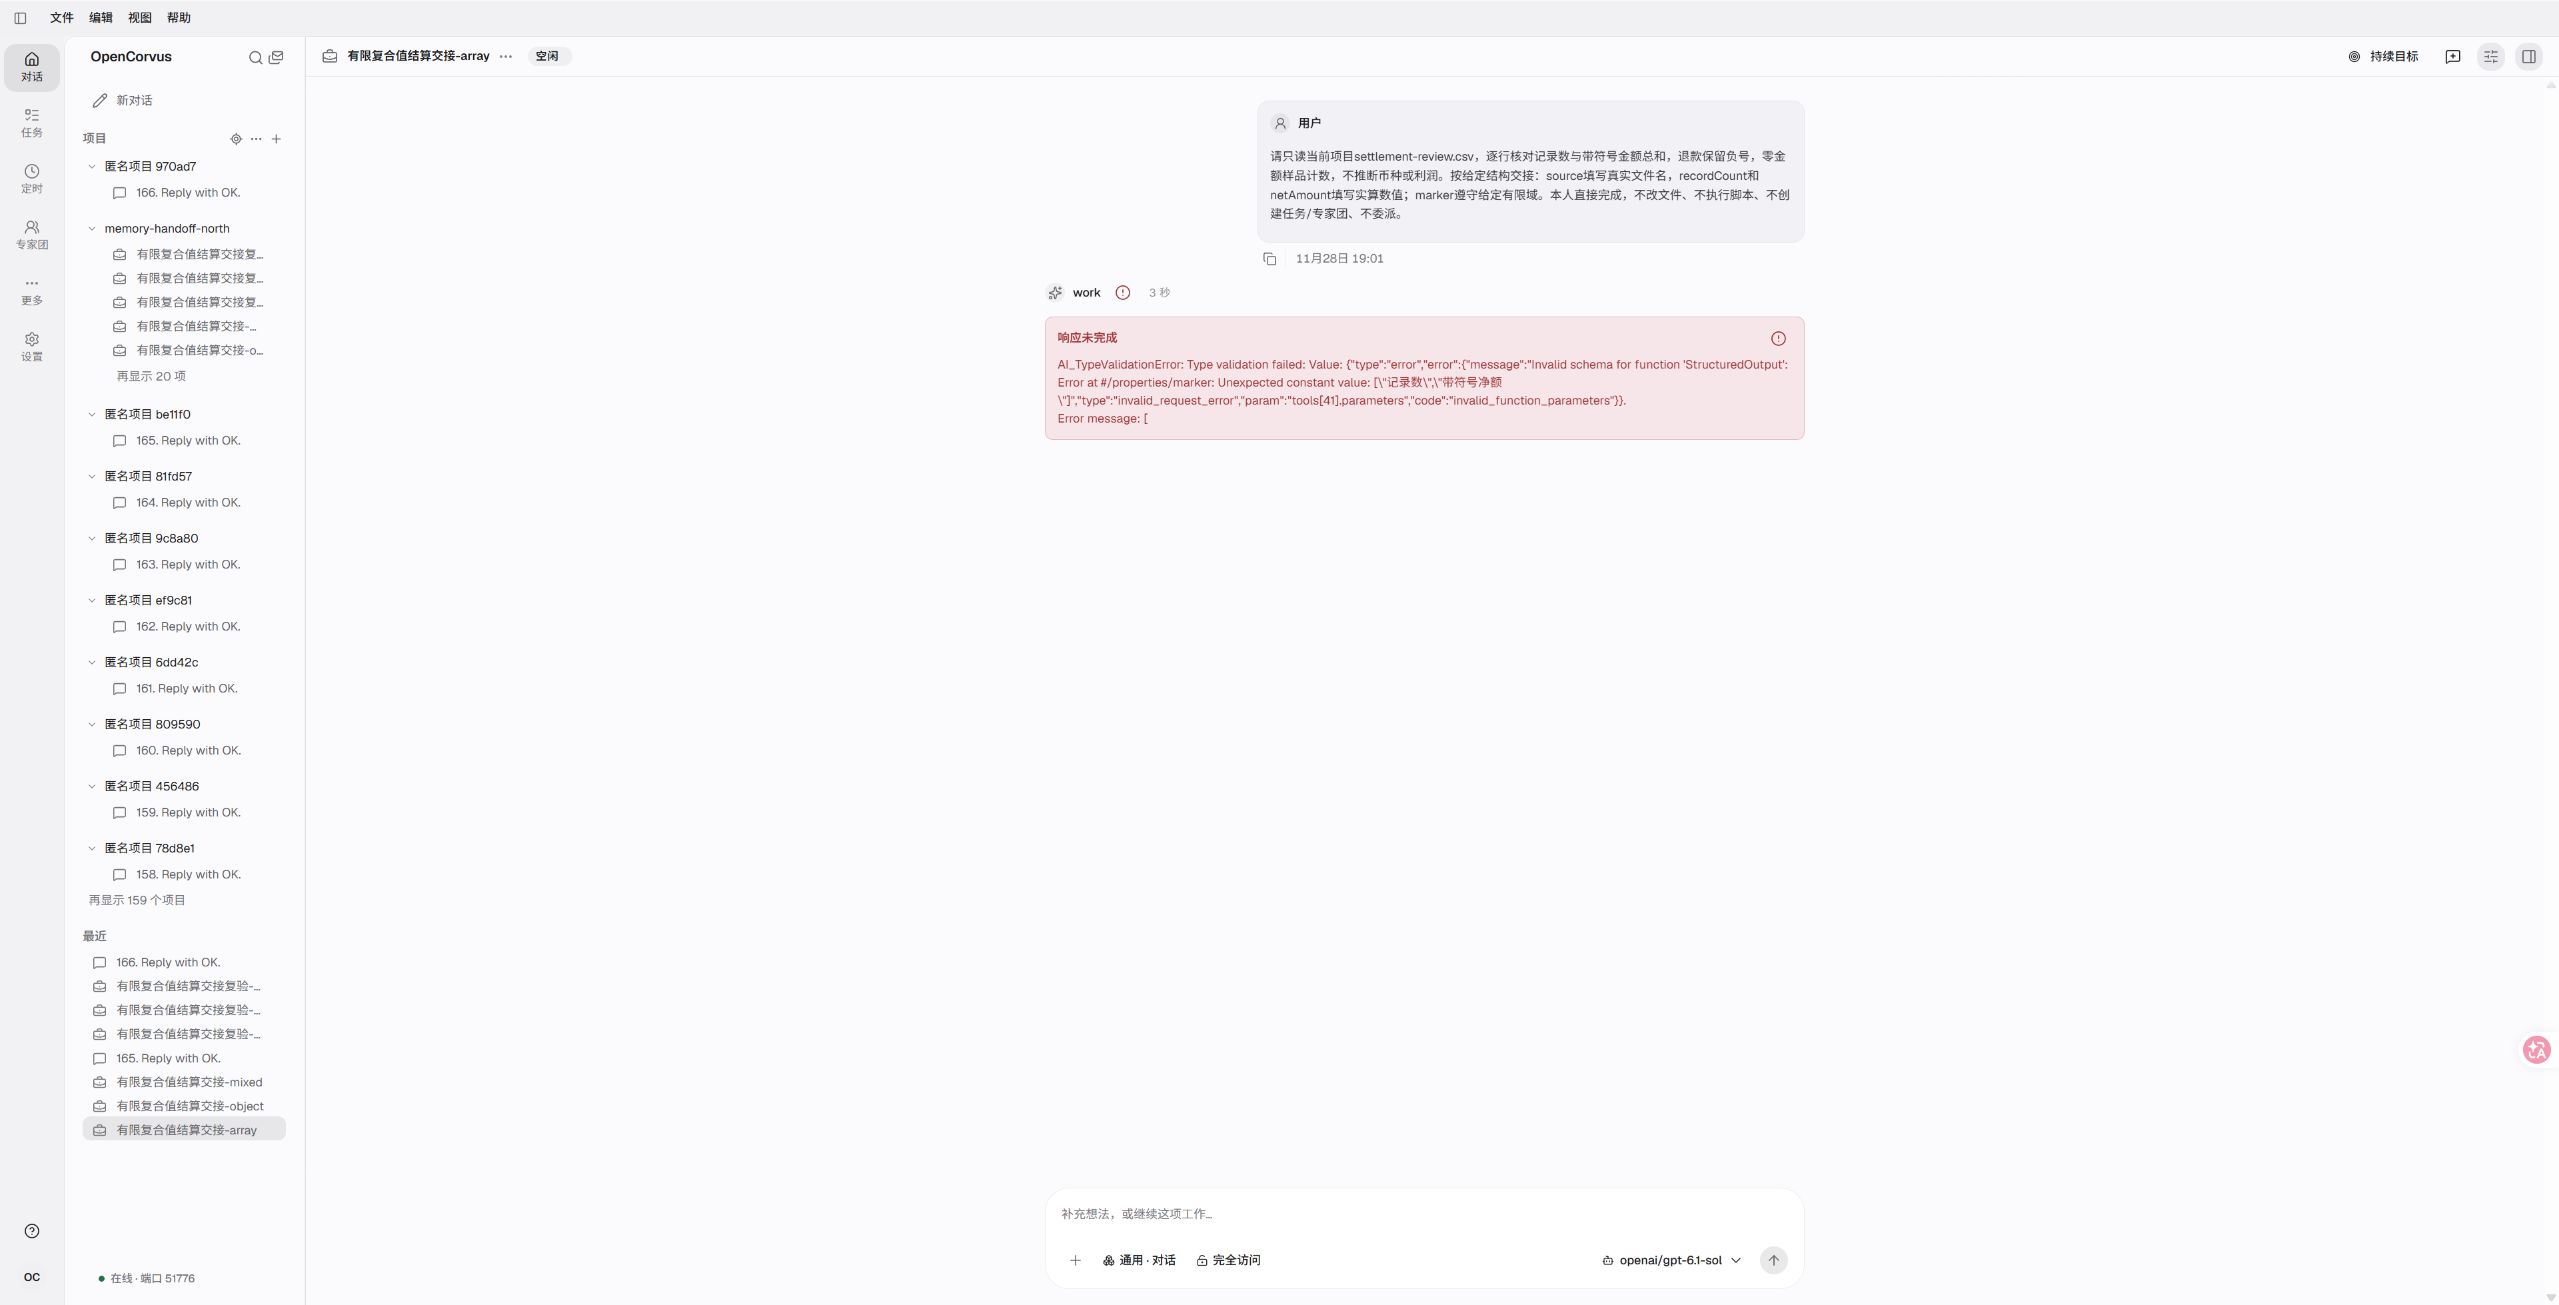 文件 编辑 视图 帮助
对话
任务
定时
专家团
更多
设置
OC
OpenCorvus
新对话
项目
匿名项目 970ad7
166. Reply with OK.
memory-handoff-north
有限复合值结算交接复...
有限复合值结算交接复...
有限复合值结算交接复...
有限复合值结算交接-...
有限复合值结算交接-o...
再显示 20 项
匿名项目 be11f0
165. Reply with OK.
匿名项目 81fd57
164. Reply with OK.
匿名项目 9c8a80
163. Reply with OK.
匿名项目 ef9c81
162. Reply with OK.
匿名项目 6dd42c
161. Reply with OK.
匿名项目 809590
160. Reply with OK.
匿名项目 456486
159. Reply with OK.
匿名项目 78d8e1
158. Reply with OK.
再显示 159 个项目
最近
166. Reply with OK.
有限复合值结算交接复验-...
有限复合值结算交接复验-...
有限复合值结算交接复验-...
165. Reply with OK.
有限复合值结算交接-mixed
有限复合值结算交接-object
有限复合值结算交接-array
在线 · 端口 51776
有限复合值结算交接-array ... 空闲
持续目标
用户
请只读当前项目settlement-review.csv，逐行核对记录数与带符号金额总和，退款保留负号，零金
额样品计数，不推断币种或利润。按给定结构交接：source填写真实文件名，recordCount和
netAmount填写实算数值；marker遵守给定有限域。本人直接完成，不改文件、不执行脚本、不创
建任务/专家团、不委派。
11月28日 19:01
work 3 秒
响应未完成
AI_TypeValidationError: Type validation failed: Value: {"type":"error","error":{"message":"Invalid schema for function 'StructuredOutput':
Error at #/properties/marker: Unexpected constant value: [\"记录数\",\"带符号净额
\"]","type":"invalid_request_error","param":"tools[41].parameters","code":"invalid_function_parameters"}}.
Error message: [
补充想法，或继续这项工作...
通用 · 对话 完全访问 openai/gpt-6.1-sol